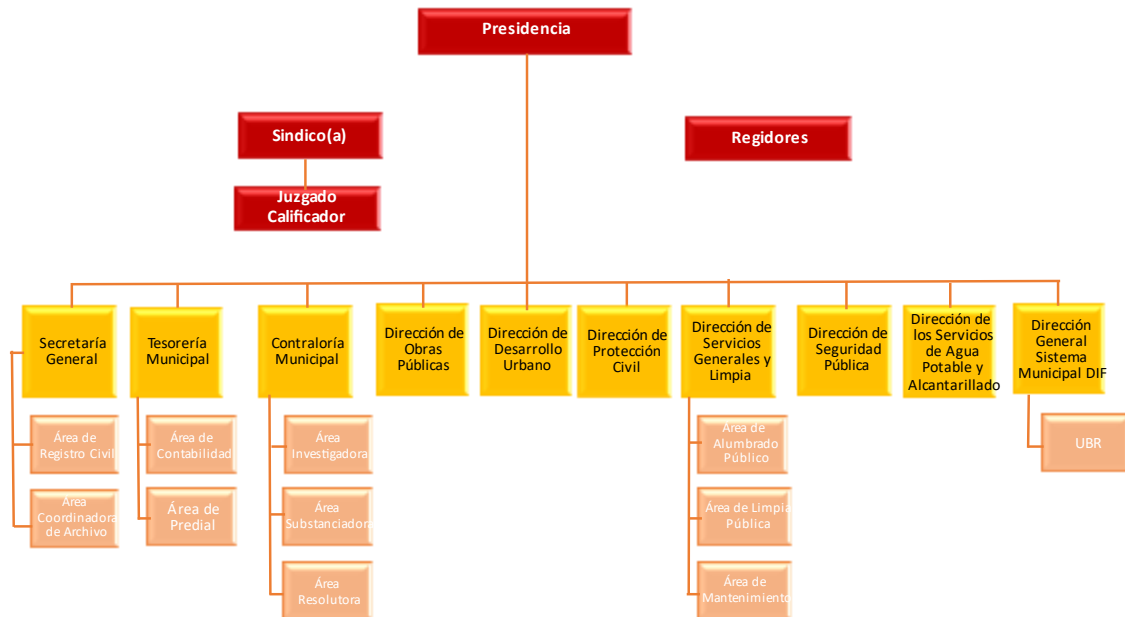 Presidencia
Sindico(a)
Regidores
Juzgado
Calificador
Secretaría
General
Tesorería
Municipal
Contraloría
Municipal
Dirección de
Obras
Públicas
Dirección de
Desarrollo
Urbano
Dirección de
Protección
Civil
Dirección de
Servicios
Generales y
Limpia
Dirección de
Seguridad
Pública
Dirección de
los Servicios
de Agua
Potable y
Alcantarillado
Dirección
General
Sistema
Municipal DIF
Área de
Registro Civil
Área de
Contabilidad
Área
Investigadora
Área de
Alumbrado
Público
UBR
Área
Coordinadora
de Archivo
Área de
Predial
Área
Substanciadora
Área de Limpia
Pública
Área
Resolutora
Área de
Mantenimiento